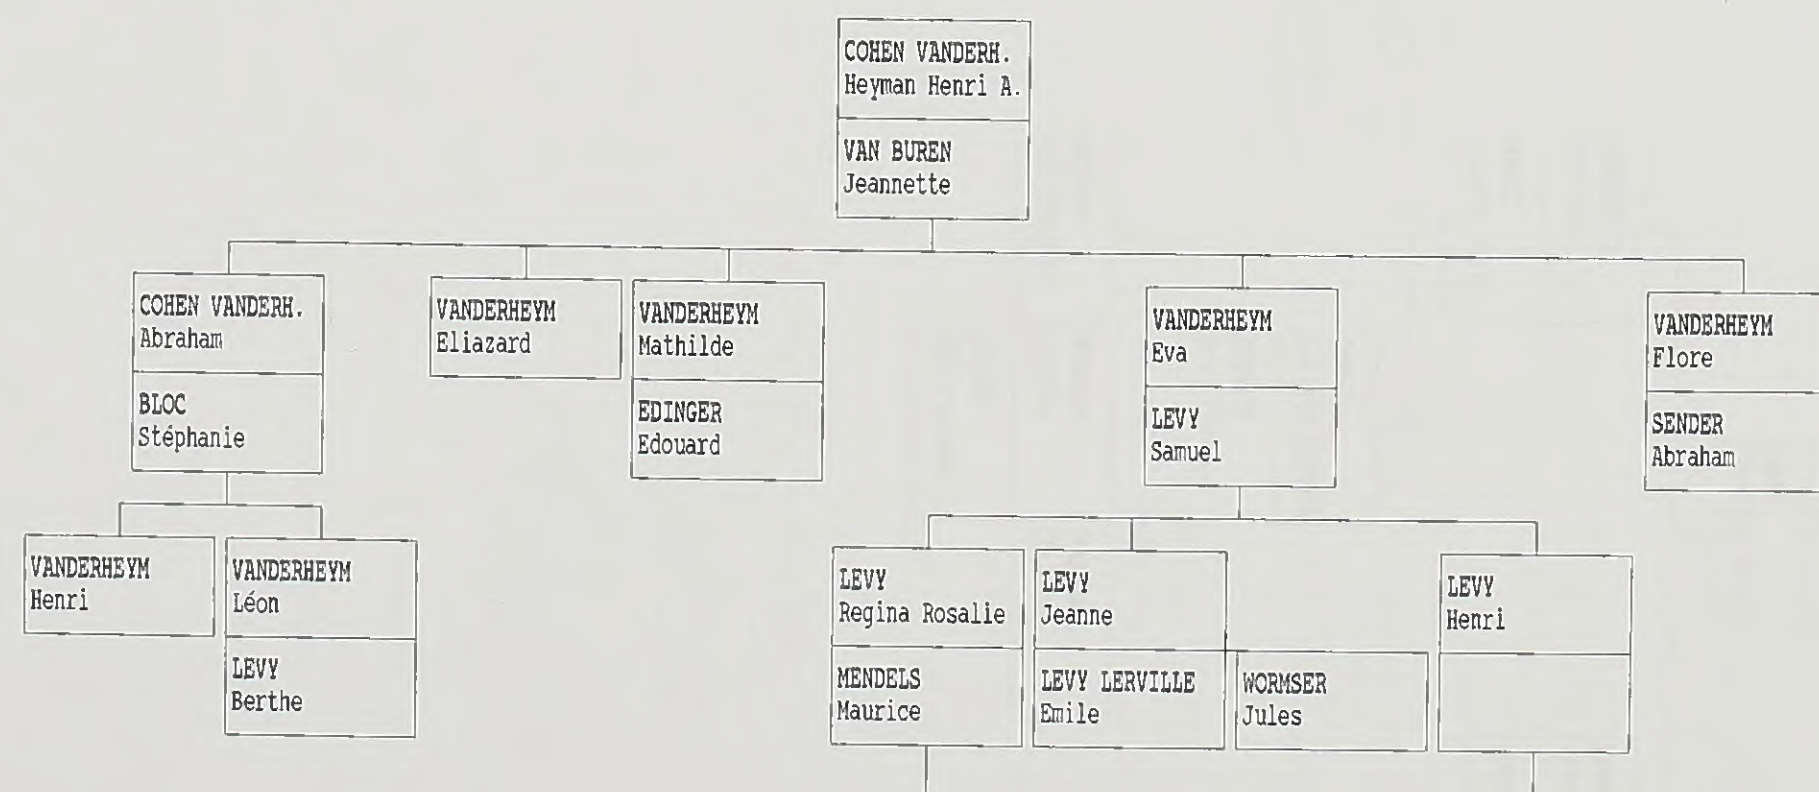 COHEN VANDERH.
Heyman Henri A.
VAN BUREN
Jeannette
COHEN VANDERH.
Abraham
BLOC
Stéphanie
VANDERHEYM
Eliazard
VANDERHEYM
Mathilde
EDINGER
Edouard
VANDERHEYM
Eva
LEVY
Samuel
VANDERHEYM
Flore
SENDER
Abraham
VANDERHEYM
Henri
VANDERHEYM
Léon
LEVY
Berthe
LEVY
Regina Rosalie
MENDELS
Maurice
LEVY
Jeanne
LEVY LERVILLE
Emile
WORMSER
Jules
LEVY
Henri